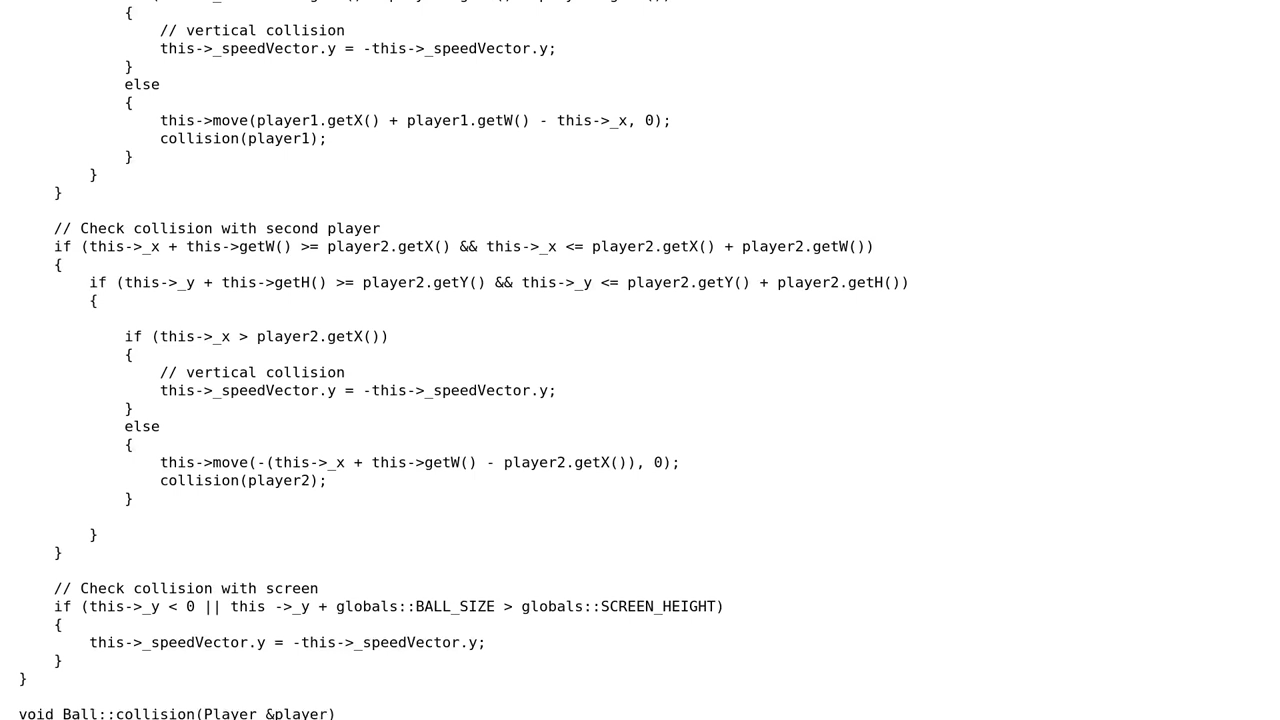 {
// vertical collision
this->_speedVector.y = -this->_speedVector.y;
}
else
{
this->move(player1.getX() + player1.getW() - this->_x, 0);
collision(player1);
}
}
}
// Check collision with second player
if (this->_x + this->getW() >= player2.getX() && this->_x <= player2.getX() + player2.getW())
{
if (this->_y + this->getH() >= player2.getY() && this->_y <= player2.getY() + player2.getH())
{
if (this->_x > player2.getX())
{
// vertical collision
this->_speedVector.y = -this->_speedVector.y;
}
else
{
this->move(-(this->_x + this->getW() - player2.getX()), 0);
collision(player2);
}
}
}
// Check collision with screen
if (this->_y < 0 || this ->_y + globals::BALL_SIZE > globals::SCREEN_HEIGHT)
{
this->_speedVector.y = -this->_speedVector.y;
}
}
void Ball::collision(Player &player)